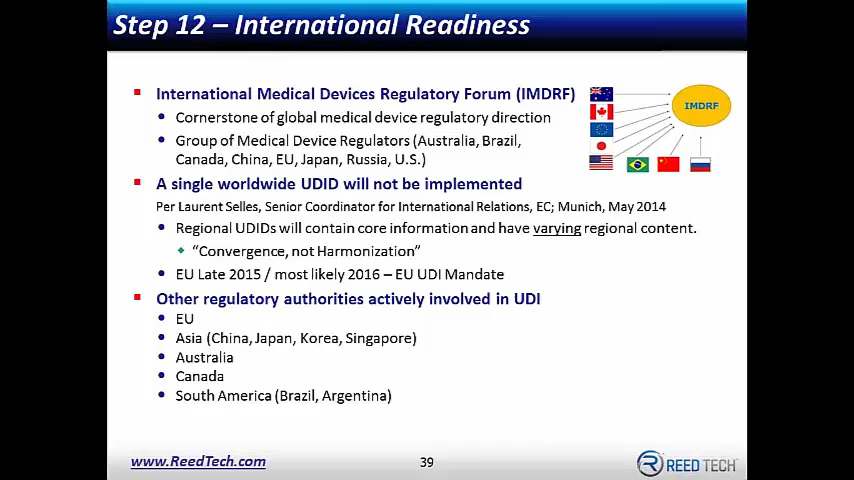 Step 12 – International Readiness
International Medical Devices Regulatory Forum (IMDRF)
Cornerstone of global medical device regulatory direction
Group of Medical Device Regulators (Australia, Brazil,
Canada, China, EU, Japan, Russia, U.S.)
IMDRF
A single worldwide UDID will not be implemented
Per Laurent Selles, Senior Coordinator for International Relations, EC; Munich, May 2014
Regional UDIDs will contain core information and have varying regional content.
“Convergence, not Harmonization”
EU Late 2015 / most likely 2016 – EU UDI Mandate
Other regulatory authorities actively involved in UDI
EU
Asia (China, Japan, Korea, Singapore)
Australia
Canada
South America (Brazil, Argentina)
www.ReedTech.com
39
REED TECH